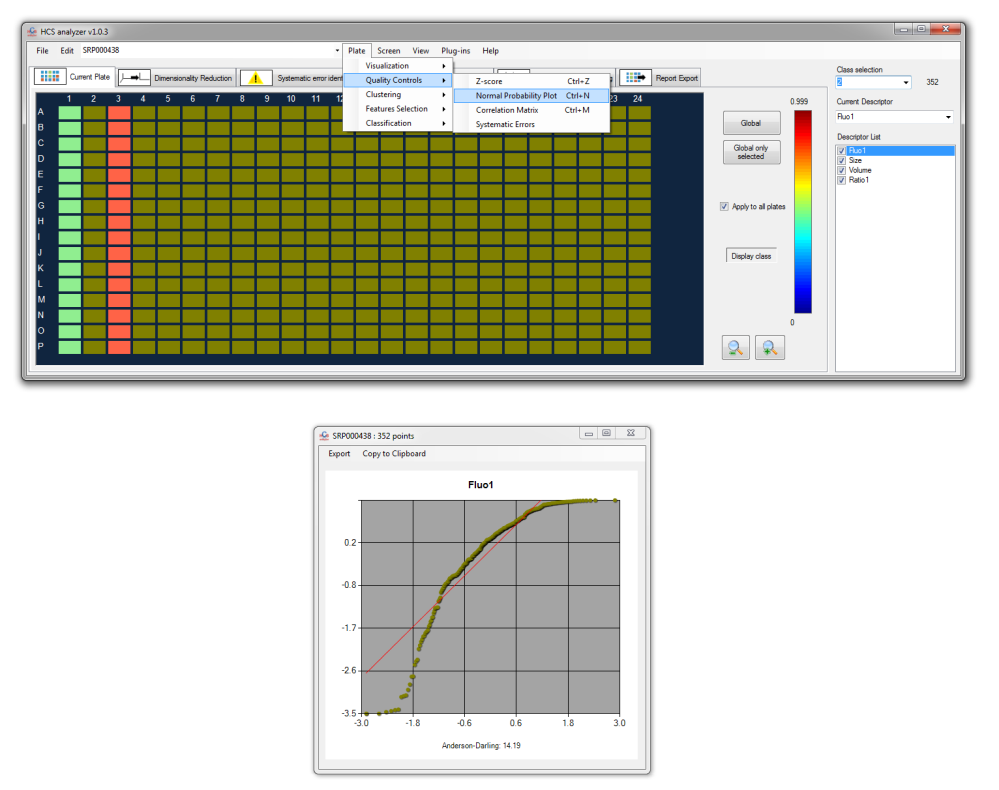 HCS analyzer v1.0.3
File Edit SRP000438 Plate Screen View Plug-ins Help
Current Plate Dimensionality Reduction Systematic error iden Report Export
Visualization
Quality Controls
Clustering
Features Selection
Classification
Z-score Ctrl+Z
Normal Probability Plot Ctrl+N
Correlation Matrix Ctrl+M
Systematic Errors
Class selection
2 352
Current Descriptor
Fluo1
Descriptor List
Fluo1
Size
Volume
Ratio1
1 2 3 4 5 6 7 8 9 10 11 12 23 24
A
B
C
D
E
F
G
H
I
J
K
L
M
N
O
P
Global
Global only
selected
Apply to all plates
Display class
0.999
0
SRP000438 : 352 points
Export Copy to Clipboard
Fluo1
0.2
-0.8
-1.7
-2.6
-3.5
-3.0 -1.8 -0.6 0.6 1.8 3.0
Anderson-Darling: 14.19